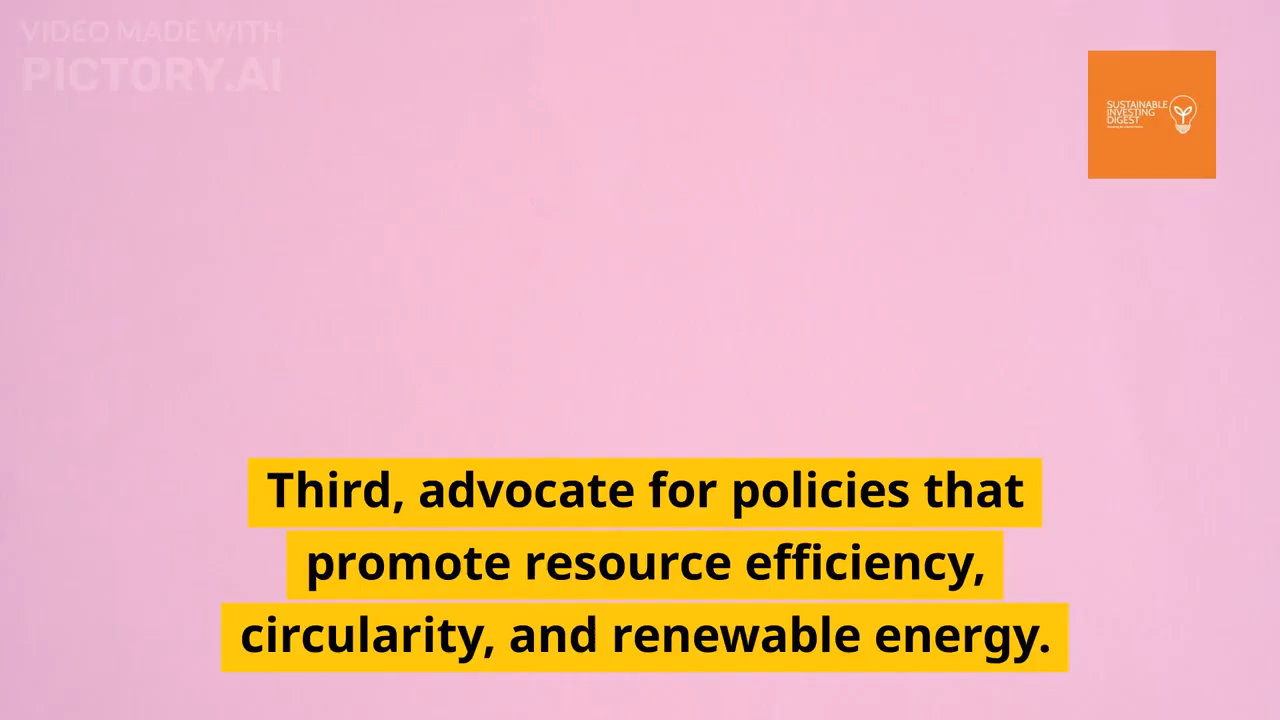 VIDEO MADE WITH
PICTORY.AI
SUSTAINABLE
INVESTING
DIGEST
Third, advocate for policies that
promote resource efficiency,
circularity, and renewable energy.